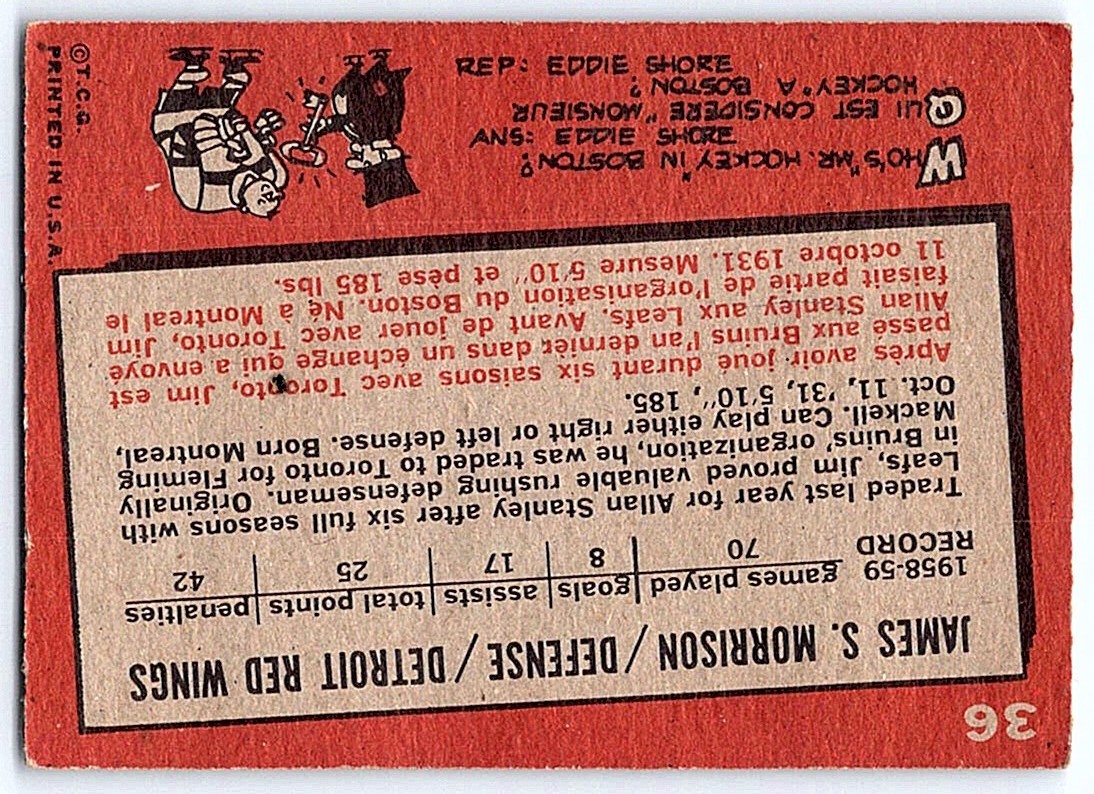 36
JAMES S. MORRISON / DEFENSE / DETROIT RED WINGS
1958-59 games played goals assists total points penalties
RECORD 70 8 17 25 42
Traded last year for Allan Stanley after six full seasons with
Leafs, Jim proved valuable rushing defenseman. Originally
in Bruins' organization, he was traded to Toronto for Fleming
Mackell. Can play either right or left defense. Born Montreal,
Oct. 11, '31, 5'10", 185.
Après avoir joué durant six saisons avec Toronto, Jim est
passé aux Bruins l'an dernier dans un échange qui a envoyé
Allan Stanley aux Leafs. Avant de jouer avec Toronto, Jim
faisait partie de l'organisation du Boston. Né à Montreal le
11 octobre 1931. Mesure 5'10" et pèse 185 lbs.
WHO'S "MR. HOCKEY" IN BOSTON?
ANS: EDDIE SHORE
QUI EST CONSIDERE "MONSIEUR
HOCKEY" A BOSTON?
REP: EDDIE SHORE
©T.C.G.
PRINTED IN U.S.A.